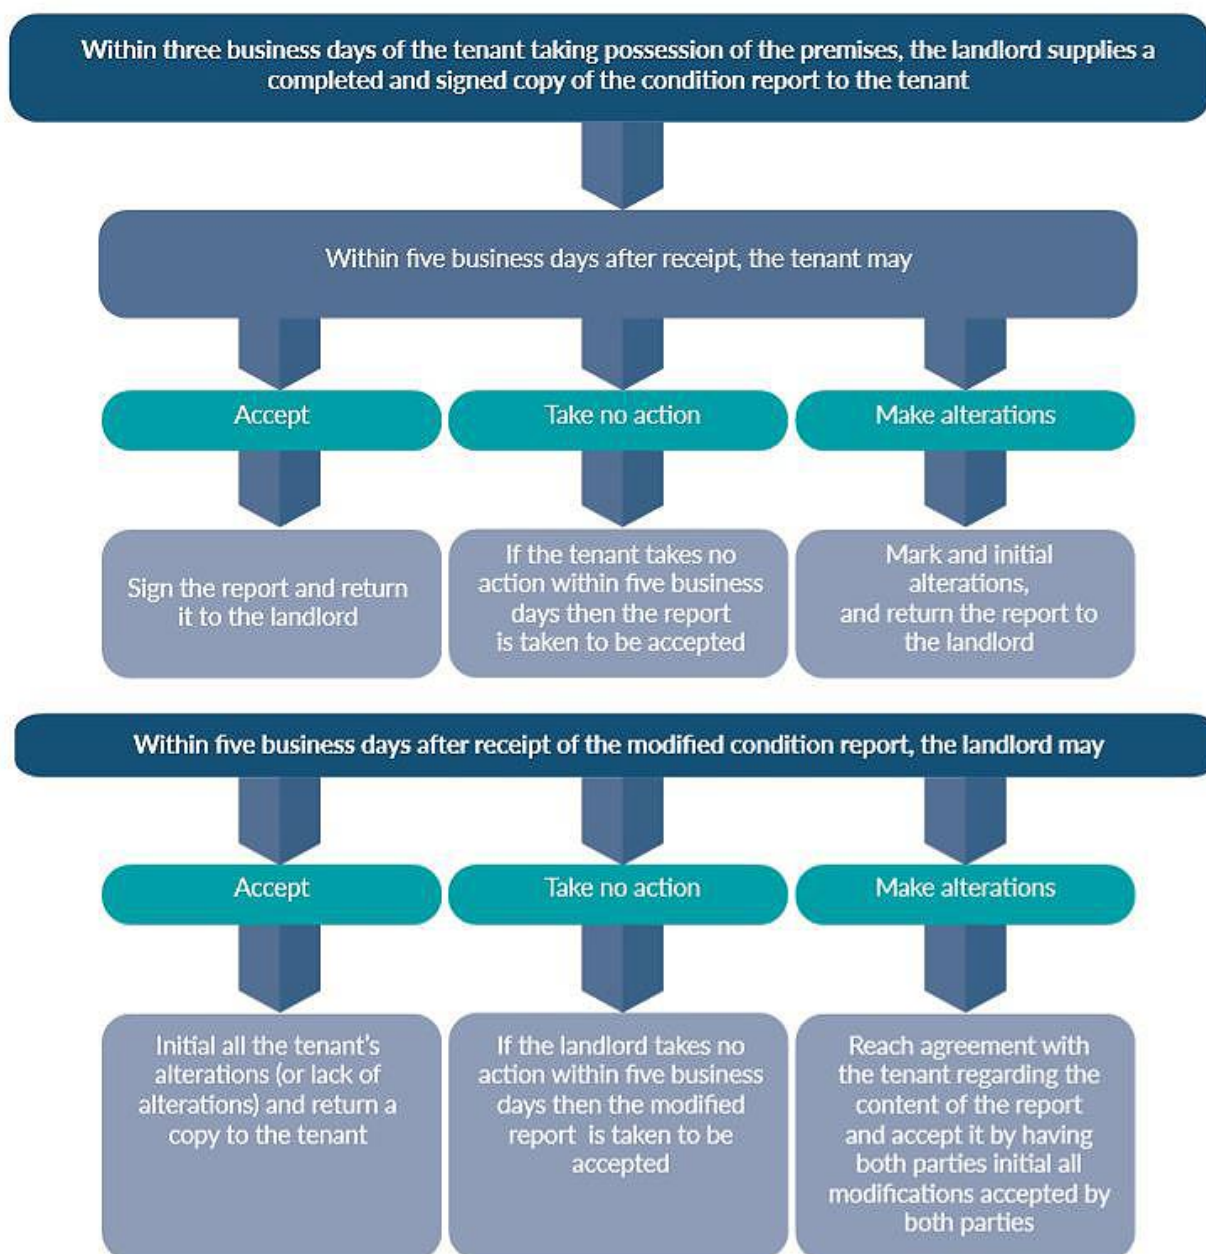 Within three business days of the tenant taking possession of the premises, the landlord supplies a
completed and signed copy of the condition report to the tenant
Within five business days after receipt, the tenant may
Accept
Take no action
Make alterations
Sign the report and return
it to the landlord
If the tenant takes no
action within five business
days then the report
is taken to be accepted
Mark and initial
alterations,
and return the report to
the landlord
Within five business days after receipt of the modified condition report, the landlord may
Accept
Take no action
Make alterations
Initial all the tenant's
alterations (or lack of
alterations) and return a
copy to the tenant
If the landlord takes no
action within five business
days then the modified
report is taken to be
accepted
Reach agreement with
the tenant regarding the
content of the report
and accept it by having
both parties initial all
modifications accepted by
both parties